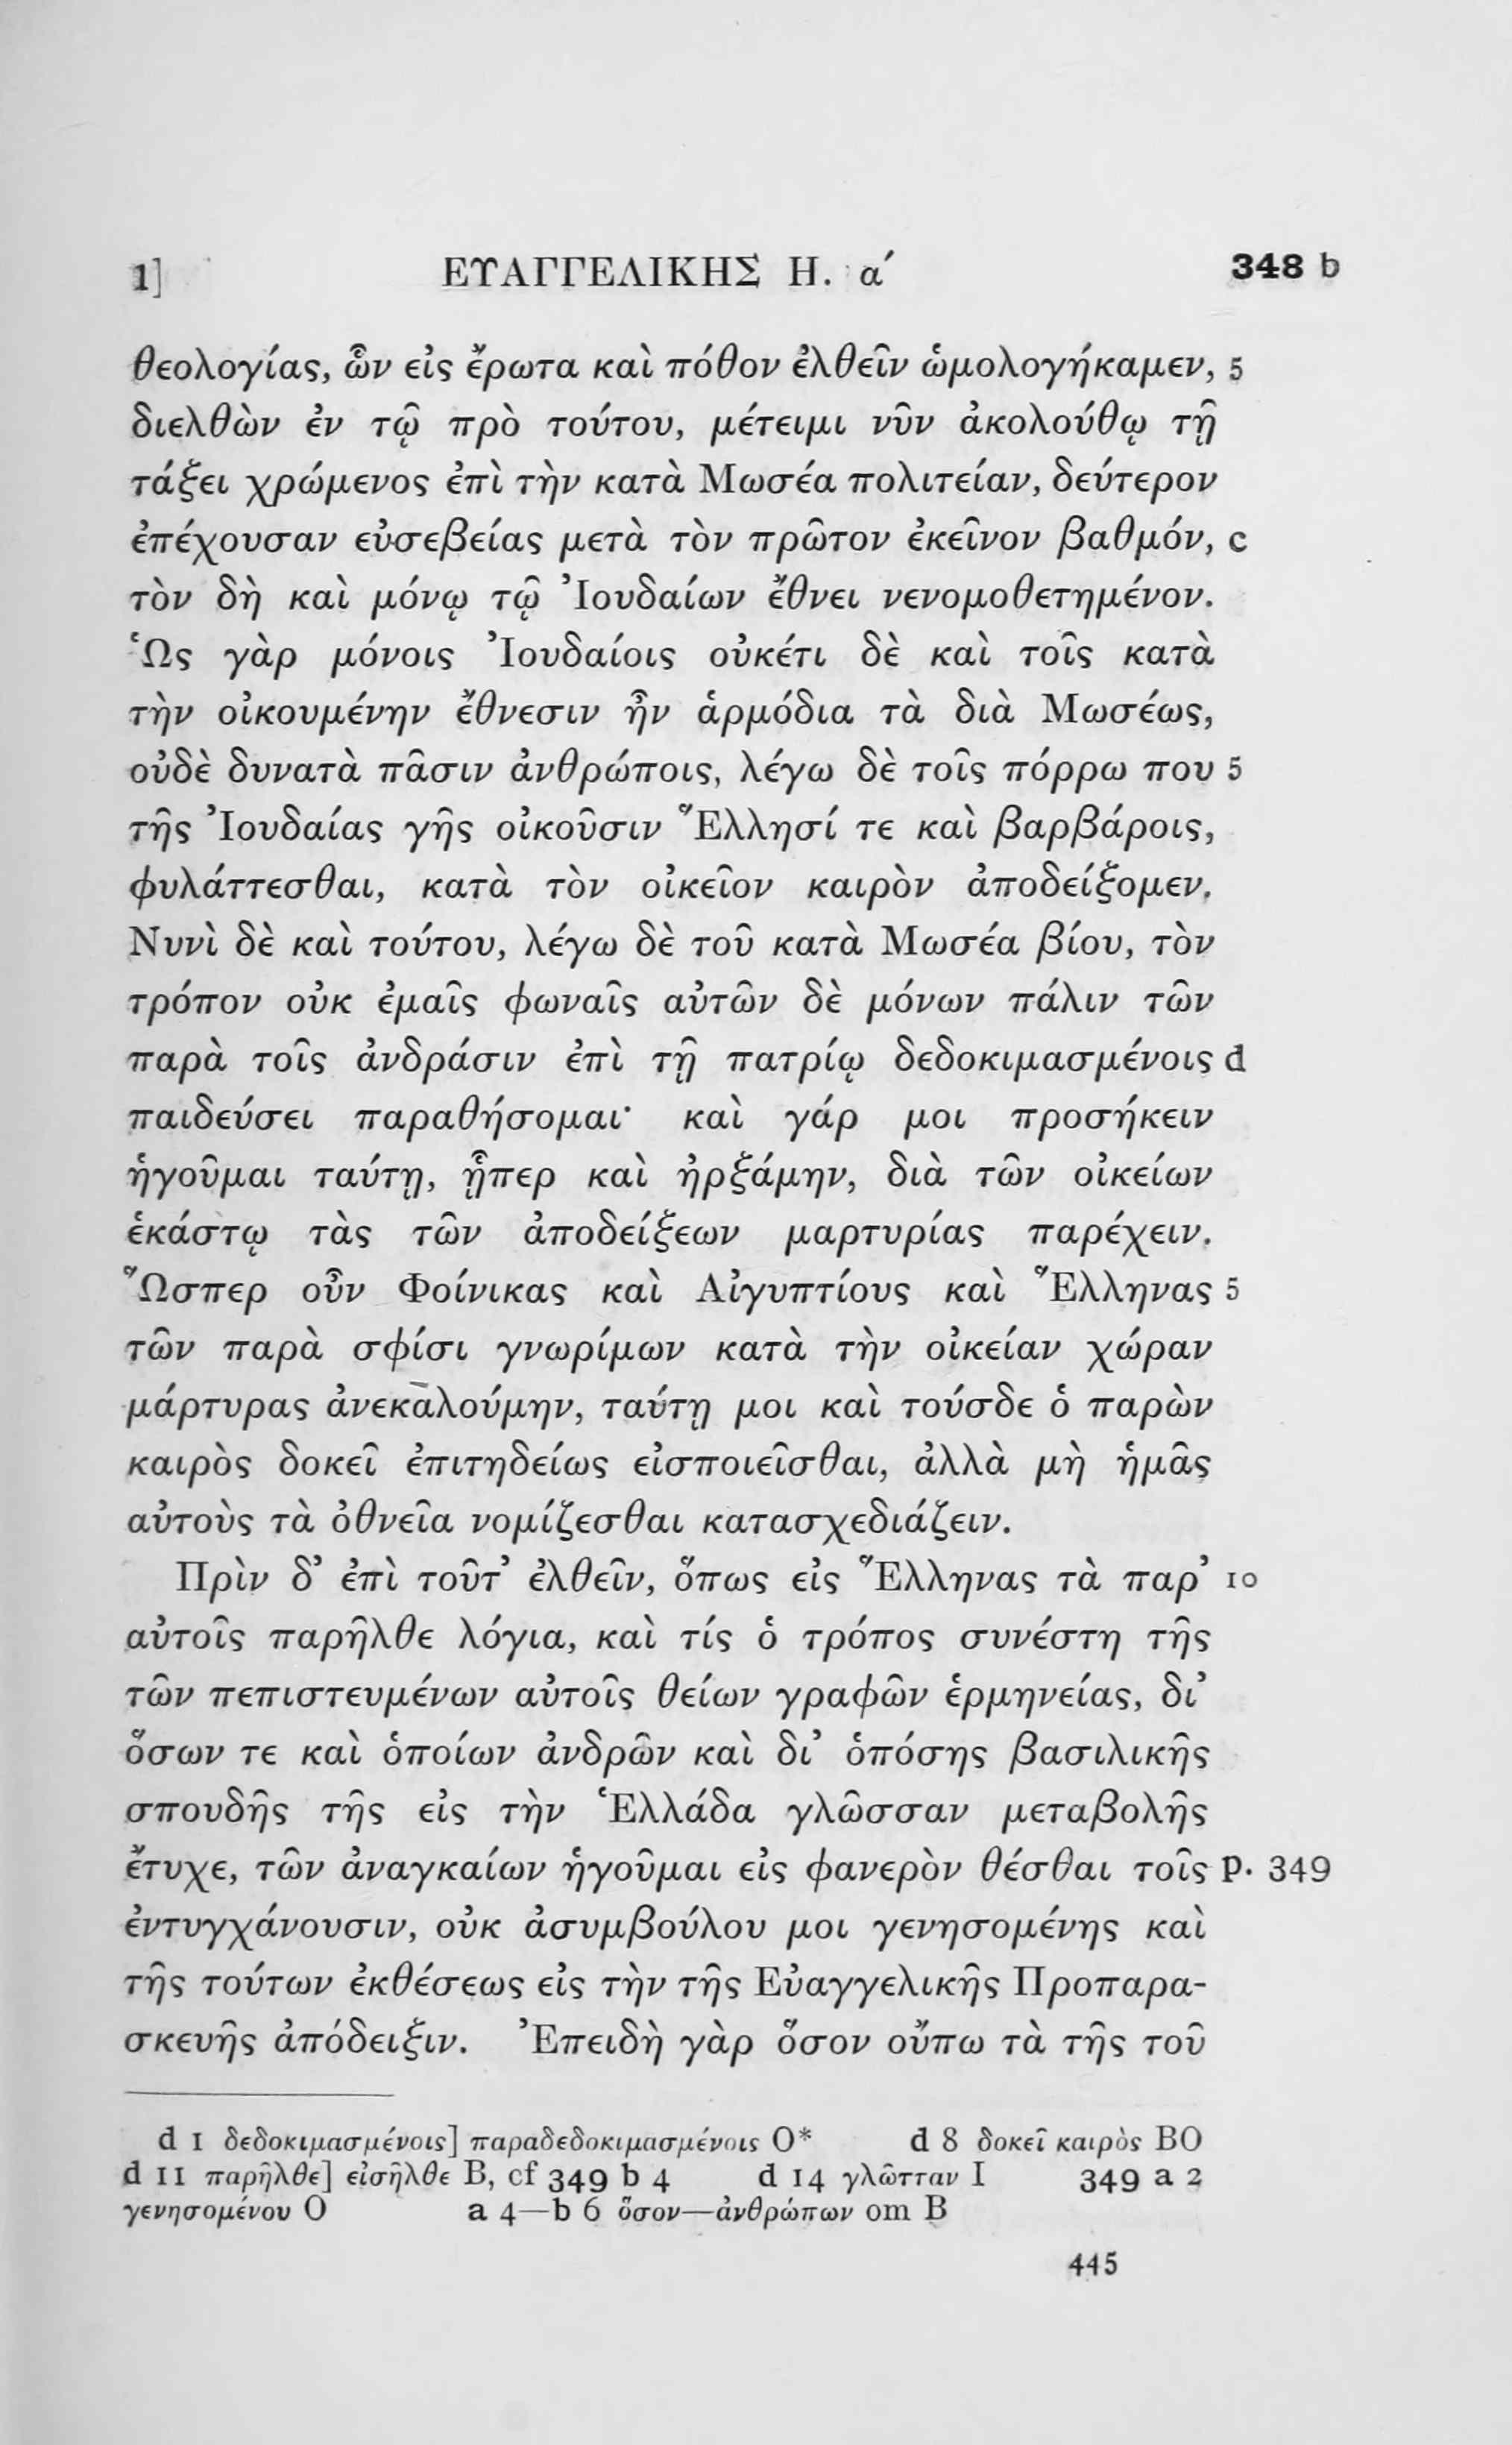 1] ΕΥΑΓΓΕΛΙΚΗΣ Η. α´ 348 b
θεολογίας, ὧν εἰς ἔρωτα καὶ πόθον ἐλθεῖν ὡμολογήκαμεν, 5
διελθὼν ἐν τῷ πρὸ τούτου, μέτειμι νῦν ἀκολούθῳ τῇ
τάξει χρώμενος ἐπὶ τὴν κατὰ Μωσέα πολιτείαν, δεύτερον
ἐπέχουσαν εὐσεβείας μετὰ τὸν πρῶτον ἐκεῖνον βαθμόν, c
τὸν δὴ καὶ μόνῳ τῷ Ἰουδαίων ἔθνει νενομοθετημένον.
Ὡς γὰρ μόνοις Ἰουδαίοις οὐκέτι δὲ καὶ τοῖς κατὰ
τὴν οἰκουμένην ἔθνεσιν ἦν ἁρμόδια τὰ διὰ Μωσέως,
οὐδὲ δυνατὰ πᾶσιν ἀνθρώποις, λέγω δὲ τοῖς πόρρω που 5
τῆς Ἰουδαίας γῆς οἰκοῦσιν Ἕλλησί τε καὶ βαρβάροις,
φυλάττεσθαι, κατὰ τὸν οἰκεῖον καιρὸν ἀποδείξομεν.
Νυνὶ δὲ καὶ τούτου, λέγω δὲ τοῦ κατὰ Μωσέα βίου, τὸν
τρόπον οὐκ ἐμαῖς φωναῖς αὐτῶν δὲ μόνων πάλιν τῶν
παρὰ τοῖς ἀνδράσιν ἐπὶ τῇ πατρίῳ δεδοκιμασμένοις d
παιδεύσει παραθήσομαι· καὶ γάρ μοι προσήκειν
ἡγοῦμαι ταύτῃ, ᾗπερ καὶ ἠρξάμην, διὰ τῶν οἰκείων
ἑκάστῳ τὰς τῶν ἀποδείξεων μαρτυρίας παρέχειν.
Ὥσπερ οὖν Φοίνικας καὶ Αἰγυπτίους καὶ Ἕλληνας 5
τῶν παρὰ σφίσι γνωρίμων κατὰ τὴν οἰκείαν χώραν
μάρτυρας ἀνεκαλούμην, ταύτῃ μοι καὶ τούσδε ὁ παρὼν
καιρὸς δοκεῖ ἐπιτηδείως εἰσποιεῖσθαι, ἀλλὰ μὴ ἡμᾶς
αὐτοὺς τὰ ὀθνεῖα νομίζεσθαι κατασχεδιάζειν.
Πρὶν δ’ ἐπὶ τοῦτ’ ἐλθεῖν, ὅπως εἰς Ἕλληνας τὰ παρ’ 10
αὐτοῖς παρῆλθε λόγια, καὶ τίς ὁ τρόπος συνέστη τῆς
τῶν πεπιστευμένων αὐτοῖς θείων γραφῶν ἑρμηνείας, δι’
ὅσων τε καὶ ὁποίων ἀνδρῶν καὶ δι’ ὁπόσης βασιλικῆς
σπουδῆς τῆς εἰς τὴν Ἑλλάδα γλῶσσαν μεταβολῆς
ἔτυχε, τῶν ἀναγκαίων ἡγοῦμαι εἰς φανερὸν θέσθαι τοῖς p. 349
ἐντυγχάνουσιν, οὐκ ἀσυμβούλου μοι γενησομένης καὶ
τῆς τούτων ἐκθέσεως εἰς τὴν τῆς Εὐαγγελικῆς Προπαρα-
σκευῆς ἀπόδειξιν. Ἐπειδὴ γὰρ ὅσον οὔπω τὰ τῆς τοῦ
d 1 δεδοκιμασμένοις] παραδεδοκιμασμένοις O* d 8 δοκεῖ καιρὸς BO
d 11 παρῆλθε] εἰσῆλθε B, cf 349 b 4 d 14 γλῶτταν I 349 a 2
γενησομένου O a 4—b 6 ὅσον—ἀνθρώπων om B
445